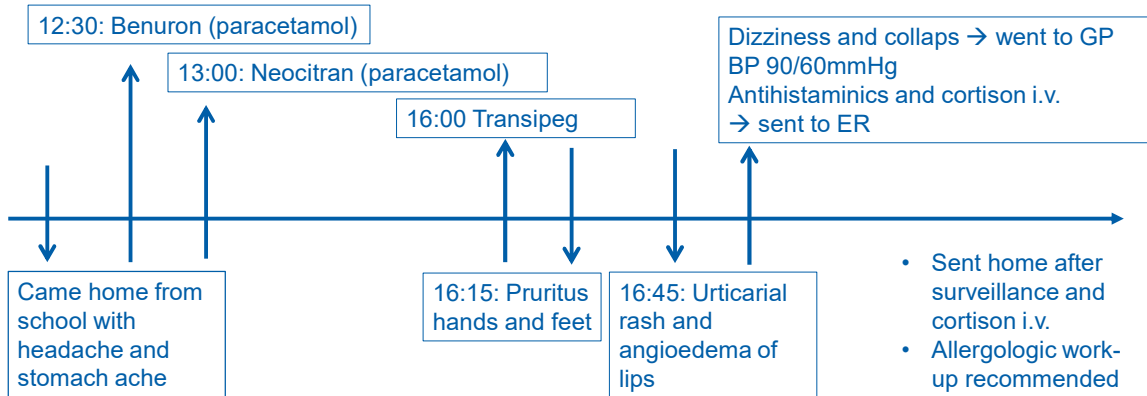 12:30: Benuron (paracetamol)
13:00: Neocitran (paracetamol)
16:00 Transipeg
Dizziness and collaps → went to GP
BP 90/60mmHg
Antihistaminics and cortison i.v.
→ sent to ER
Came home from
school with
headache and
stomach ache
16:15: Pruritus
hands and feet
16:45: Urticarial
rash and
angioedema of
lips
• Sent home after
surveillance and
cortison i.v.
• Allergologic work-
up recommended